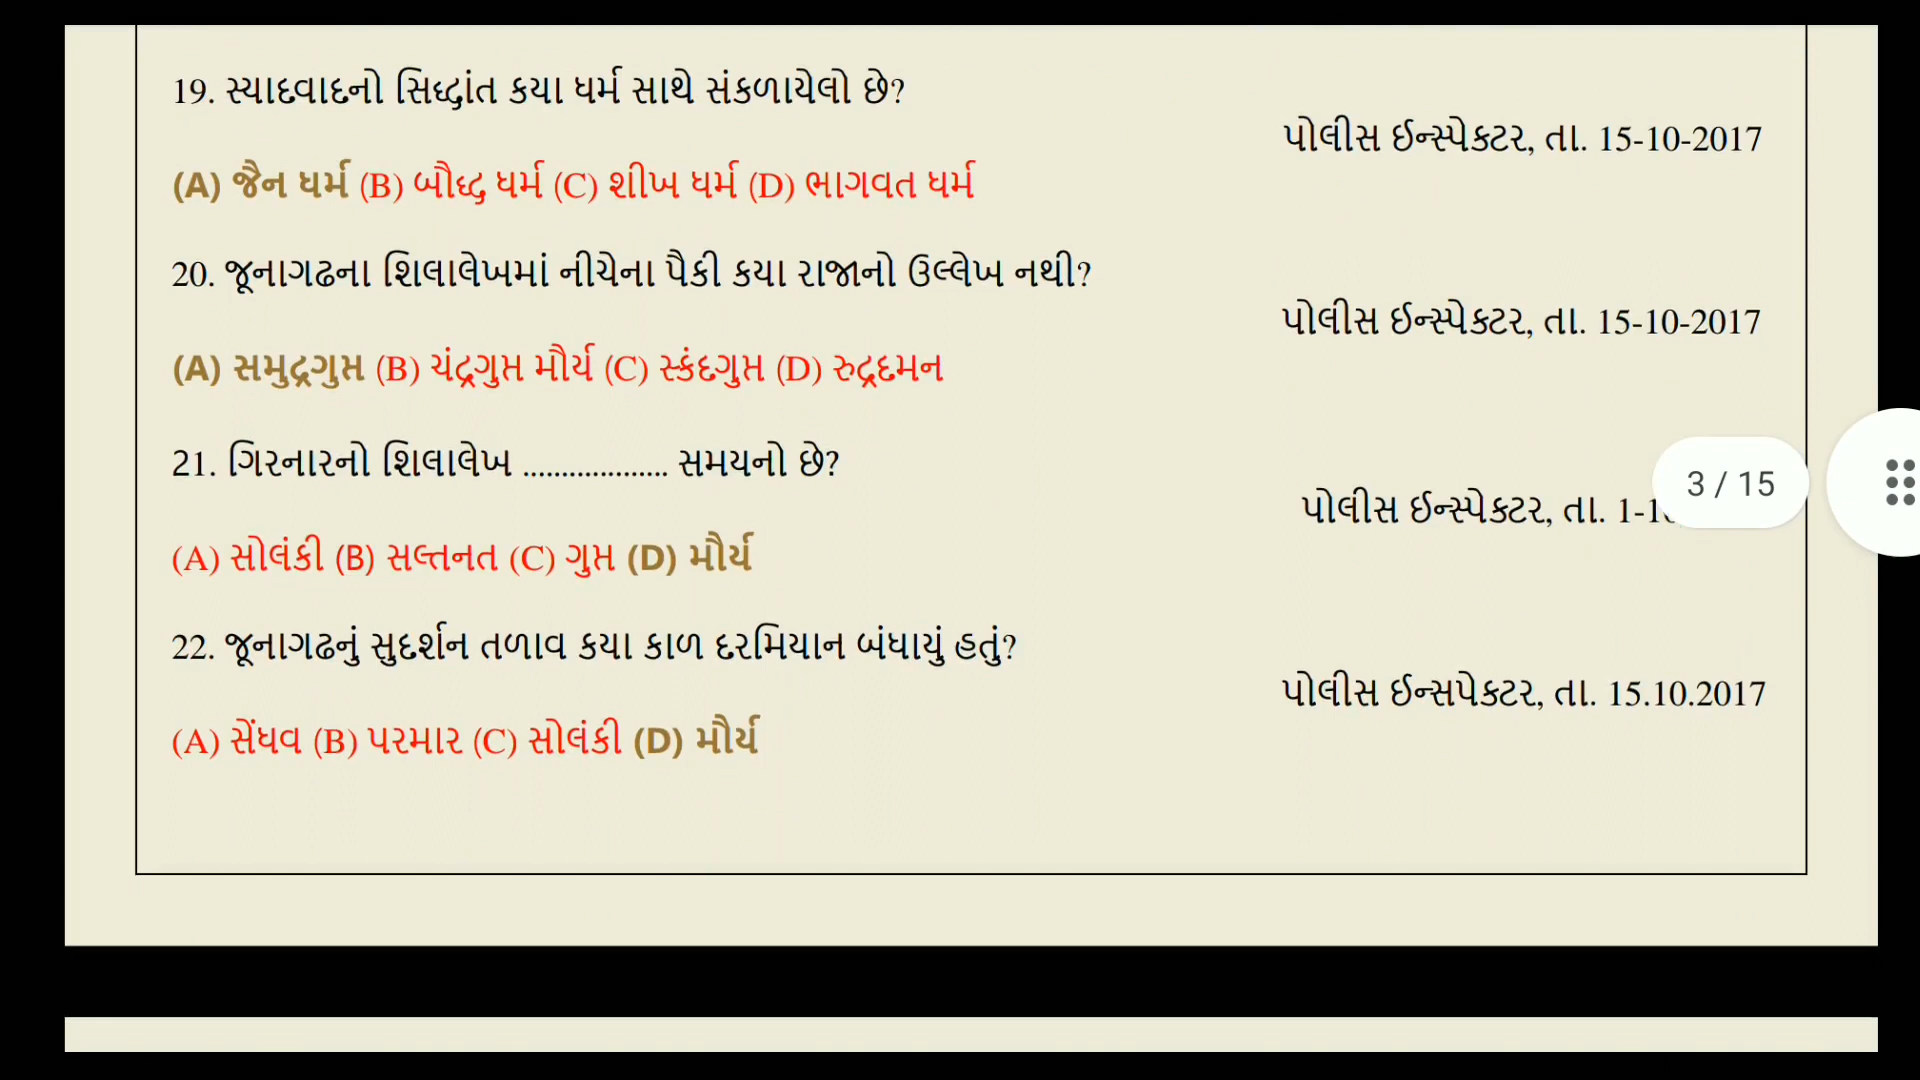 19. સ્યાદવાદનો સિદ્ધાંત કયા ધર્મ સાથે સંકળાયેલો છે?
પોલીસ ઈન્સ્પેકટર, તા. 15-10-2017
(A) જૈન ધર્મ (B) બૌદ્ધ ધર્મ (C) શીખ ધર્મ (D) ભાગવત ધર્મ
20. જૂનાગઢના શિલાલેખમાં નીચેના પૈકી કયા રાજાનો ઉલ્લેખ નથી?
પોલીસ ઈન્સ્પેક્ટર, તા. 15-10-2017
(A) સમુદ્રગુપ્ત (B) ચંદ્રગુપ્ત મૌર્ય (C) સ્કંદગુપ્ત (D) રુદ્રદમન
21. ગિરનારનો શિલાલેખ ................... સમયનો છે?
પોલીસ ઈન્સ્પેકટર, તા.
3 / 15
(A) સોલંકી (B) સલ્તનત (C) ગુપ્ત (D) મૌર્ય
22. જૂનાગઢનું સુદર્શન તળાવ કયા કાળ દરમિયાન બંધાયું હતું?
પોલીસ ઈન્સપેક્ટર, તા. 15.10.2017
(A) સેંધવ (B) પરમાર (C) સોલંકી (D) મૌર્ય